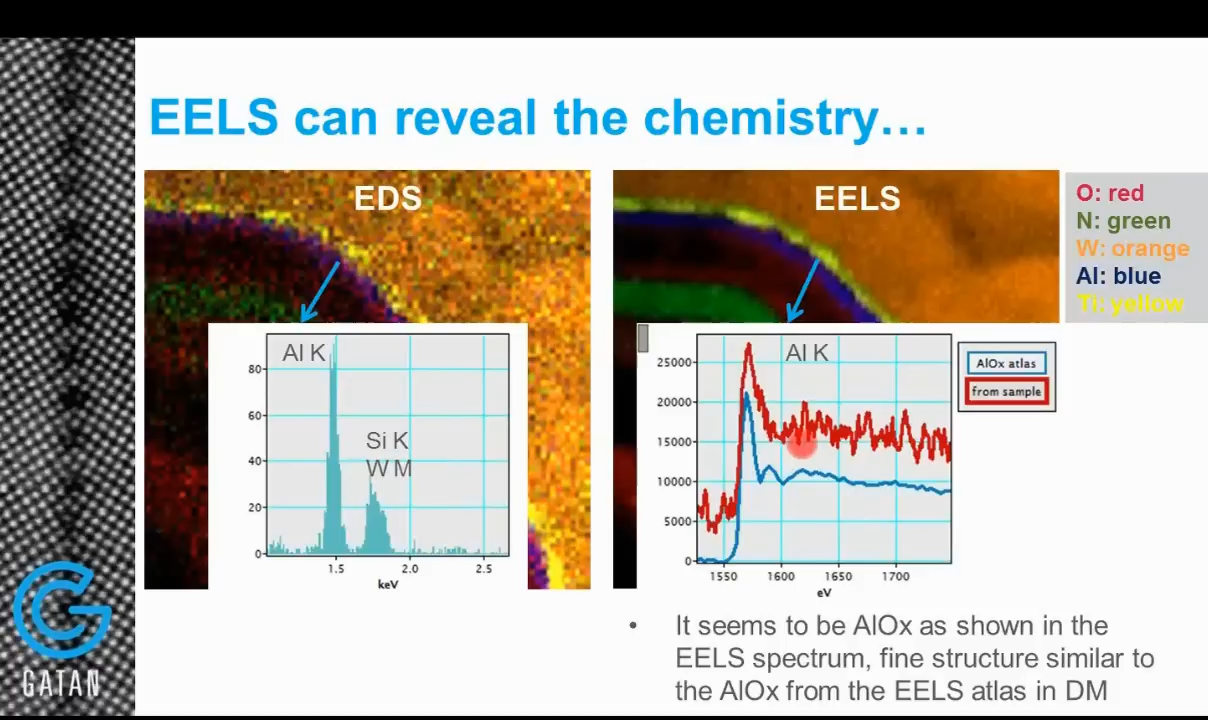 EELS can reveal the chemistry…
EDS
EELS
O: red
N: green
W: orange
Al: blue
Ti: yellow
Al K
Si K
W M
80
60
40
20
0
1.5
2.0
2.5
keV
Al K
25000
20000
15000
10000
5000
0
1550
1600
1650
1700
eV
AlOx atlas
from sample
• It seems to be AlOx as shown in the
EELS spectrum, fine structure similar to
the AlOx from the EELS atlas in DM
GATAN